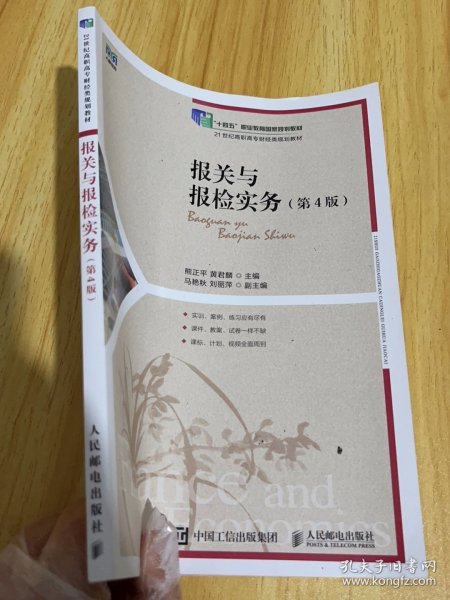 21世纪高职高专财经类规划教材
报关与报检实务(第4版)
人民邮电出版社
"十四五"职业教育国家规划教材
21世纪高职高专财经类规划教材
报关与
报检实务(第4版)
Baoguan yu
Baojian Shiwu
熊正平 黄君麟 ◎ 主编
马艳秋 刘丽萍 ◎ 副主编
实训、案例、练习应有尽有
课件、教案、试卷一样不缺
课标、计划、视频全面周到
and
中国工信出版集团
人民邮电出版社
POSTS & TELECOM PRESS
孔夫子旧书网
www.kongfz.com